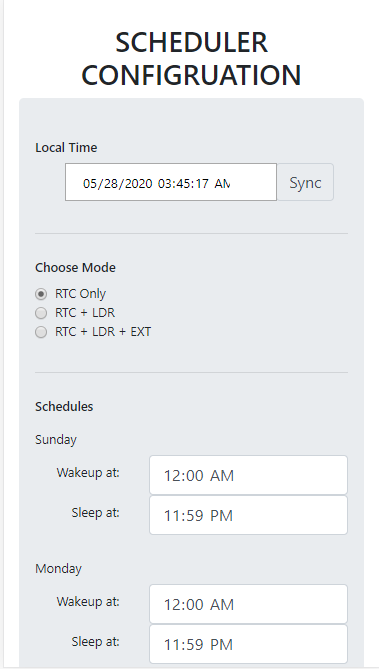 SCHEDULER
CONFIGRUATION
Local Time
05/28/2020 03:45:17 AM
Sync
Choose Mode
RTC Only
RTC + LDR
RTC + LDR + EXT
Schedules
Sunday
Wakeup at: 12:00 AM
Sleep at: 11:59 PM
Monday
Wakeup at: 12:00 AM
Sleep at: 11:59 PM